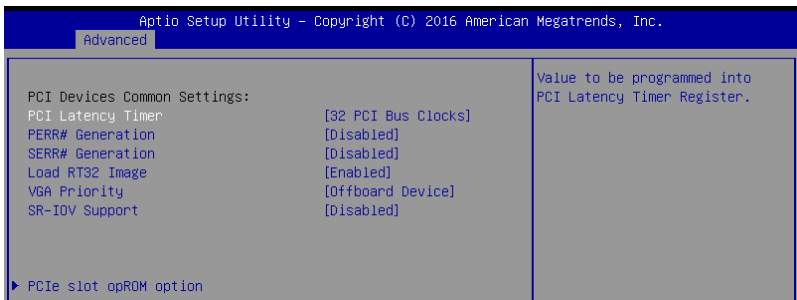 Aptio Setup Utility – Copyright (C) 2016 American Megatrends, Inc.
Advanced
PCI Devices Common Settings:
PCI Latency Timer [32 PCI Bus Clocks]
PERR# Generation [Disabled]
SERR# Generation [Disabled]
Load RT32 Image [Enabled]
VGA Priority [Offboard Device]
SR-IOV Support [Disabled]
PCIe slot opROM option
Value to be programmed into
PCI Latency Timer Register.